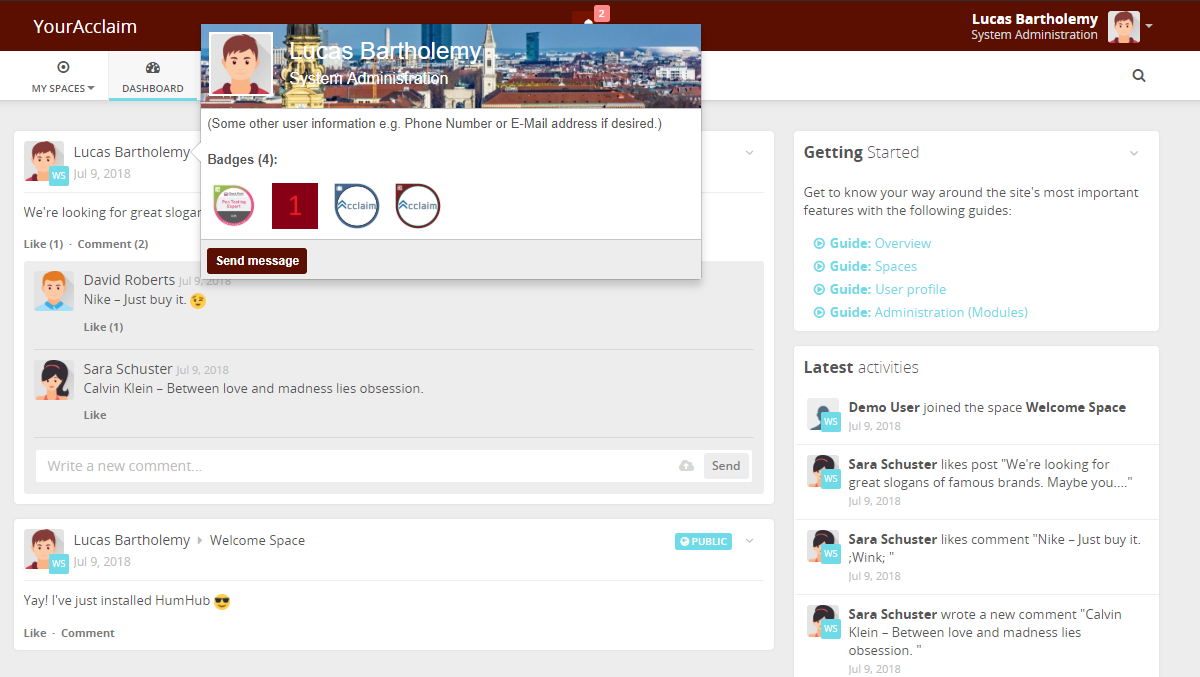 YourAcclaim
2
Lucas Bartholemy
System Administration
MY SPACES
DASHBOARD
Lucas Bartholemy
System Administration
(Some other user information e.g. Phone Number or E-Mail address if desired.)
Badges (4):
Pen Testing
Expert
1
Acclaim
Acclaim
Send message
Lucas Bartholemy
WS
Jul 9, 2018
We're looking for great slogan
Like (1) · Comment (2)
David Roberts Jul 9, 2018
Nike – Just buy it. 😉
Like (1)
Sara Schuster Jul 9, 2018
Calvin Klein – Between love and madness lies obsession.
Like
Write a new comment...
Send
Lucas Bartholemy Welcome Space
PUBLIC
WS
Jul 9, 2018
Yay! I've just installed HumHub 😎
Like · Comment
Getting Started
Get to know your way around the site's most important
features with the following guides:
Guide: Overview
Guide: Spaces
Guide: User profile
Guide: Administration (Modules)
Latest activities
Demo User joined the space Welcome Space
WS
Jul 9, 2018
Sara Schuster likes post "We're looking for
great slogans of famous brands. Maybe you...."
WS
Jul 9, 2018
Sara Schuster likes comment "Nike – Just buy it.
;Wink; "
WS
Jul 9, 2018
Sara Schuster wrote a new comment "Calvin
Klein – Between love and madness lies
WS
obsession. "
Jul 9, 2018